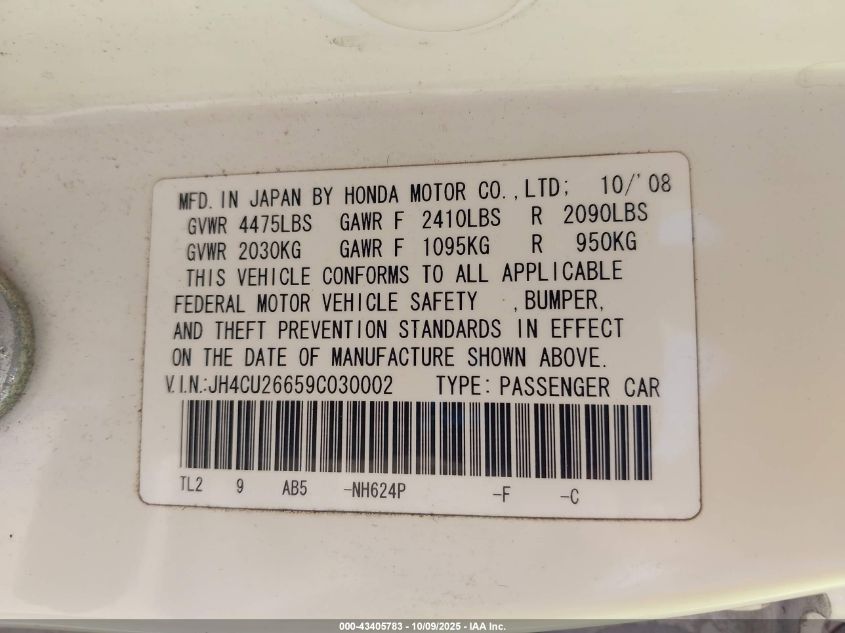 MFD. IN JAPAN BY HONDA MOTOR CO.,LTD; 10/'08
GVWR 4475LBS GAWR F 2410LBS R 2090LBS
GVWR 2030KG GAWR F 1095KG R 950KG
THIS VEHICLE CONFORMS TO ALL APPLICABLE
FEDERAL MOTOR VEHICLE SAFETY , BUMPER,
AND THEFT PREVENTION STANDARDS IN EFFECT
ON THE DATE OF MANUFACTURE SHOWN ABOVE.
V.I.N.:JH4CU26659C030002 TYPE: PASSENGER CAR
TL2 9 AB5 -NH624P -F -C
000-43405783 - 10/09/2025 - IAA Inc.